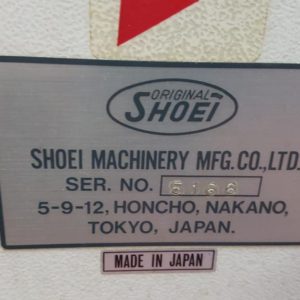 ORIGINAL
SHOEI
SHOEI MACHINERY MFG.CO.,LTD.
SER. NO. 5166
5-9-12, HONCHO, NAKANO,
TOKYO, JAPAN.
MADE IN JAPAN